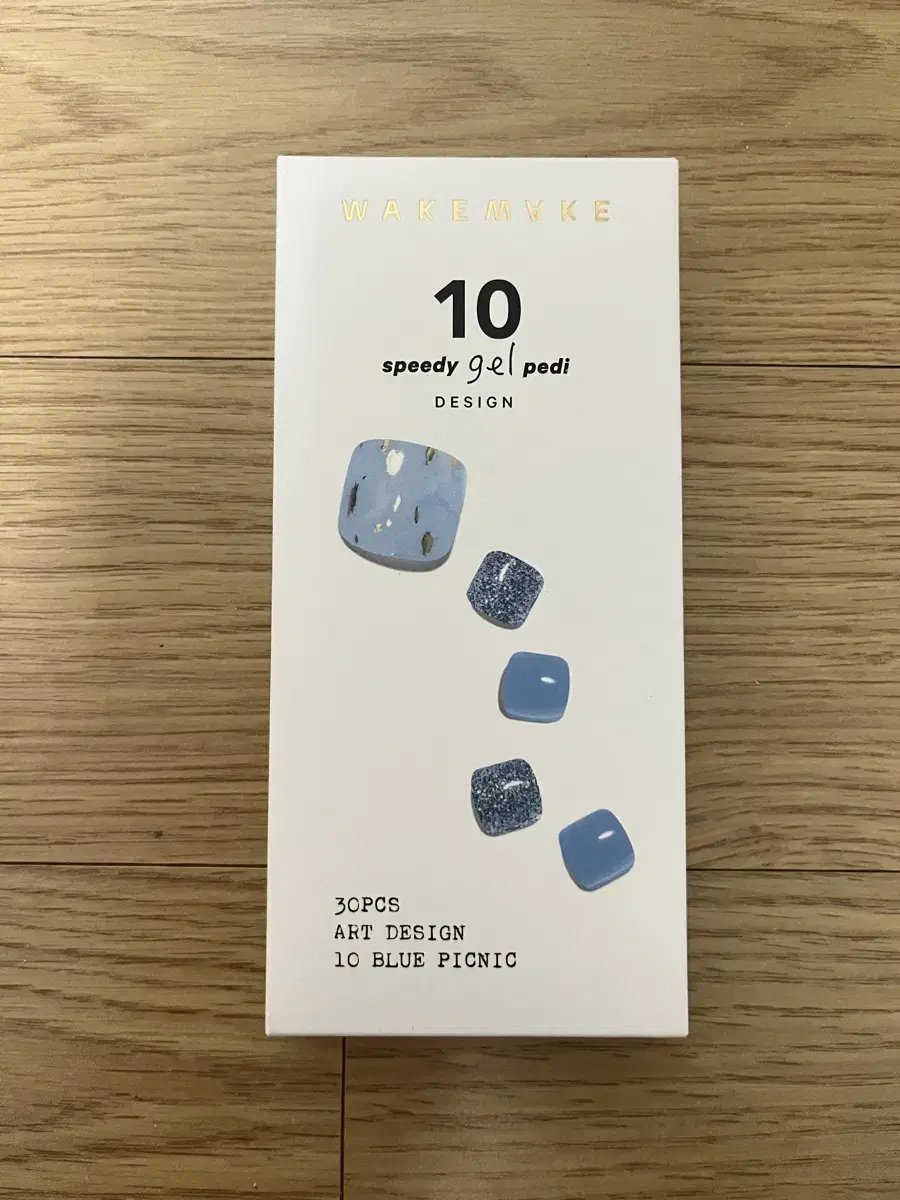 WAKEMAKE
10
speedy gel pedi
DESIGN
30PCS
ART DESIGN
10 BLUE PICNIC